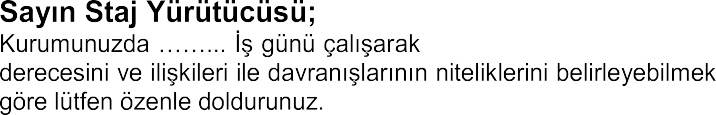 Sayın Staj Yürütücüsü;
Kurumunuzda ……... İş günü çalışarak
derecesini ve ilişkileri ile davranışlarının niteliklerini belirleyebilmek
göre lütfen özenle doldurunuz.